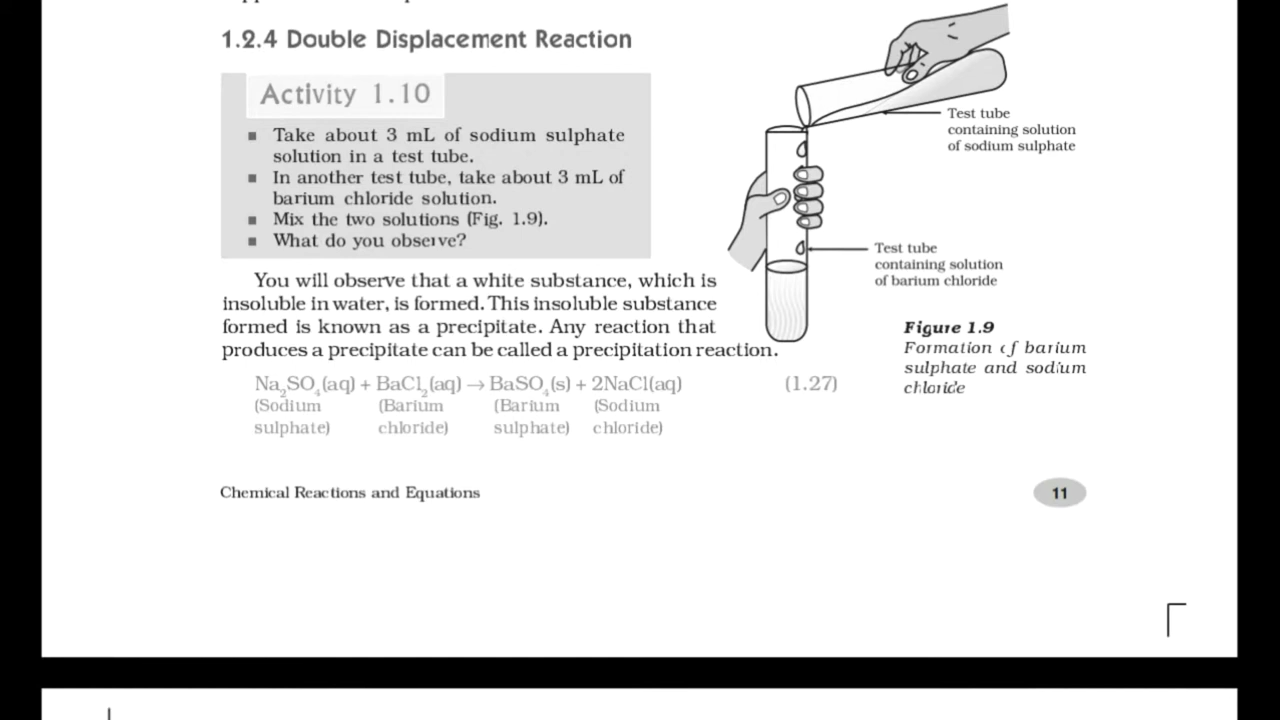 1.2.4 Double Displacement Reaction
Activity 1.10
Take about 3 mL of sodium sulphate
solution in a test tube.
In another test tube, take about 3 mL of
barium chloride solution.
Mix the two solutions (Fig. 1.9).
What do you observe?
Test tube
containing solution
of sodium sulphate
Test tube
containing solution
of barium chloride
You will observe that a white substance, which is
insoluble in water, is formed. This insoluble substance
formed is known as a precipitate. Any reaction that
produces a precipitate can be called a precipitation reaction.
Figure 1.9
Formation of barium
sulphate and sodium
chloride
Na₂SO₄(aq) + BaCl₂(aq) → BaSO₄(s) + 2NaCl(aq) (1.27)
(Sodium (Barium (Barium (Sodium
sulphate) chloride) sulphate) chloride)
Chemical Reactions and Equations
11